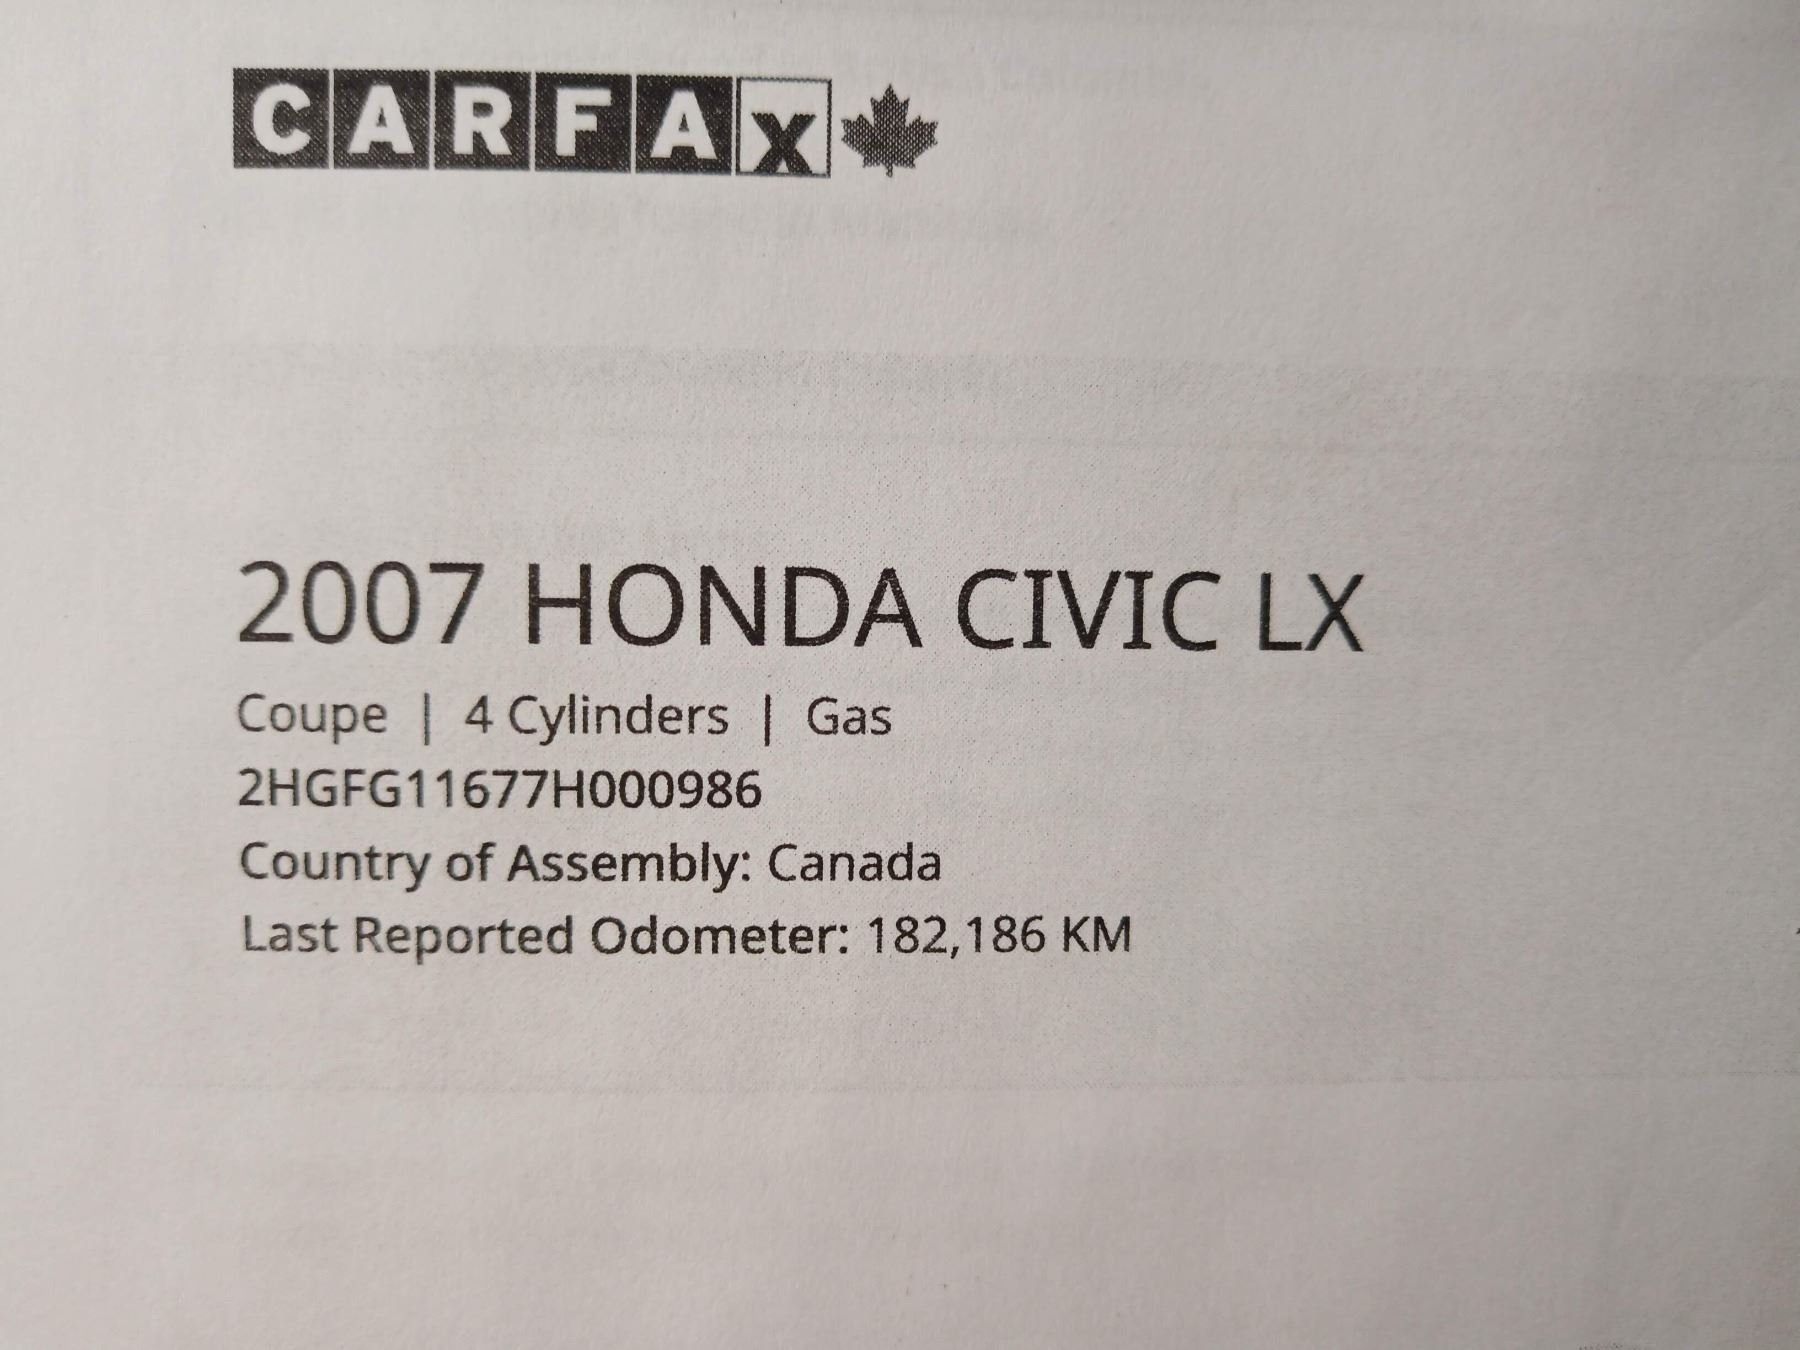 CARFAX
2007 HONDA CIVIC LX
Coupe | 4 Cylinders | Gas
2HGFG11677H000986
Country of Assembly: Canada
Last Reported Odometer: 182,186 KM